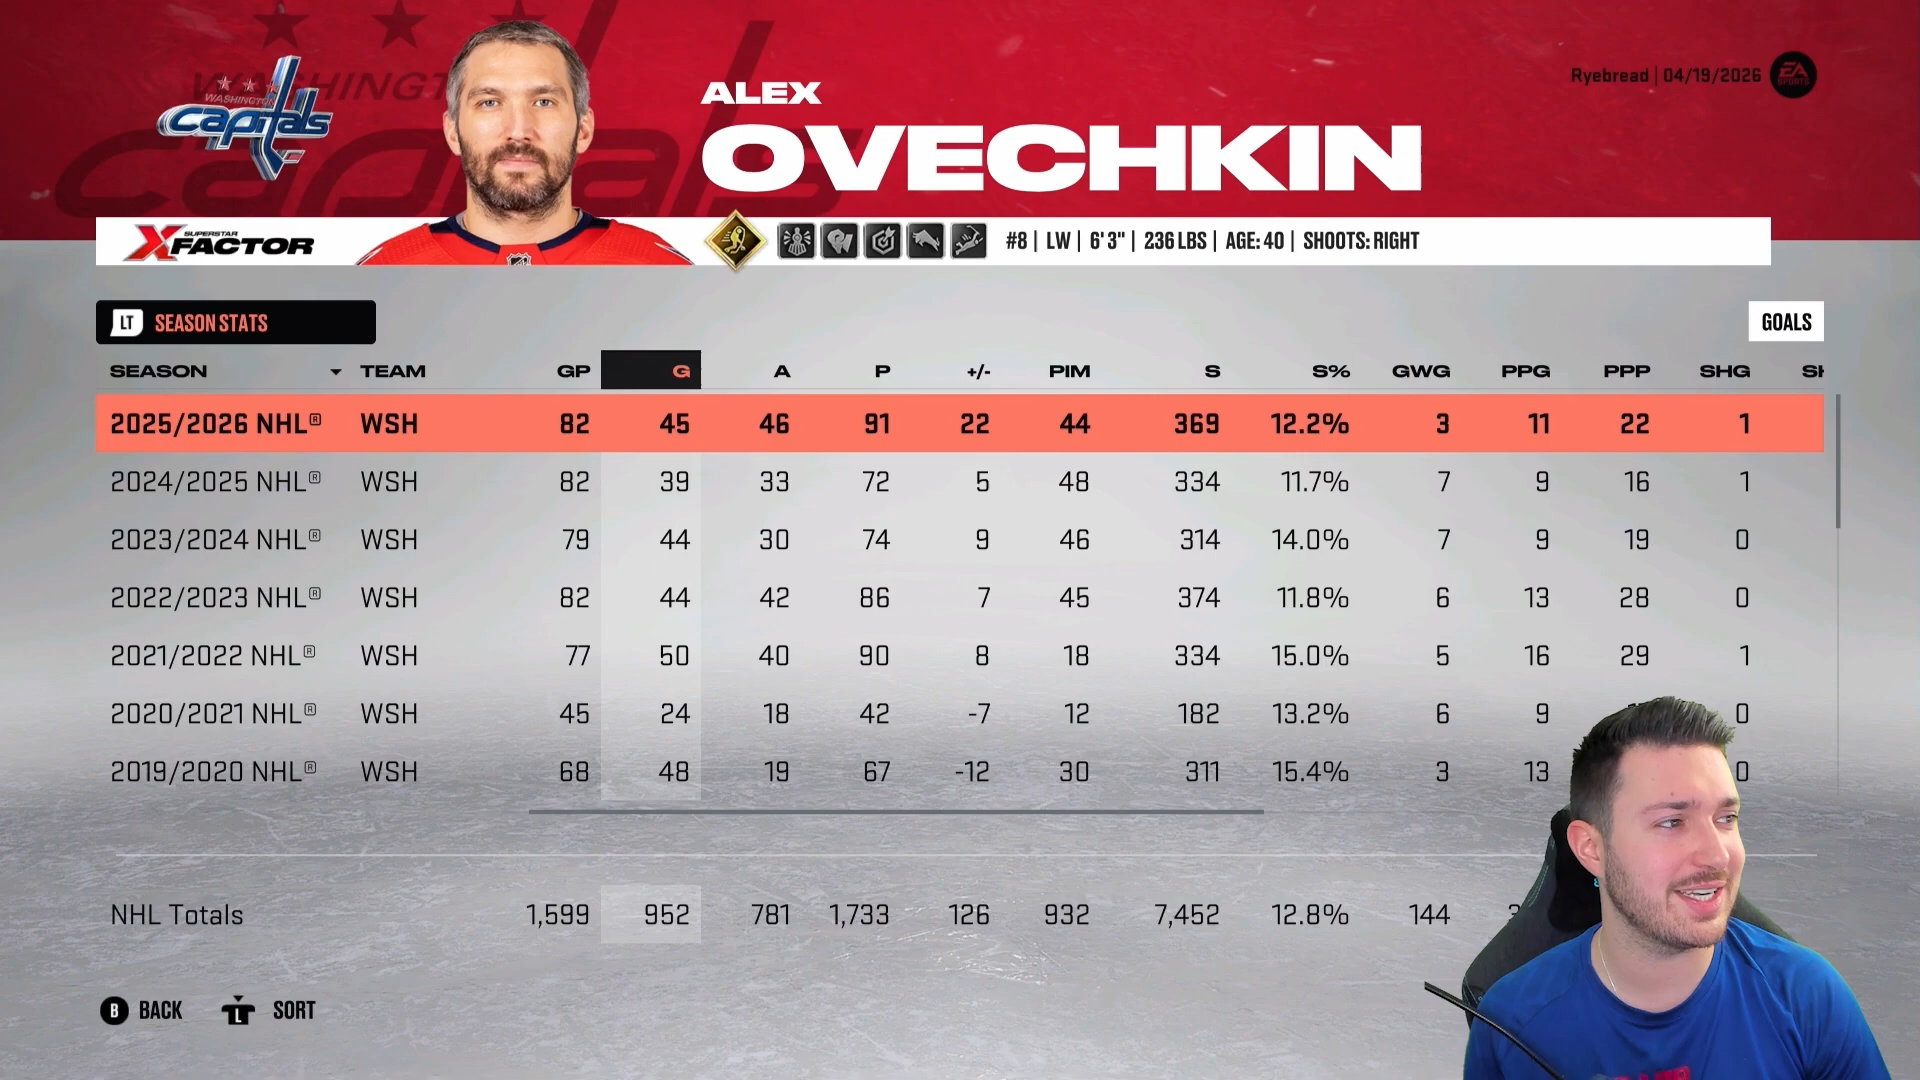 WASHINGTON
capitals
ALEX
OVECHKIN
Ryebread | 04/19/2026
EA
SPORTS
SUPERSTAR
XFACTOR
#8 | LW | 6' 3" | 236 LBS | AGE: 40 | SHOOTS: RIGHT
LT SEASON STATS
GOALS
SEASON TEAM GP G A P +/- PIM S S% GWG PPG PPP SHG
2025/2026 NHL® WSH 82 45 46 91 22 44 369 12.2% 3 11 22 1
2024/2025 NHL® WSH 82 39 33 72 5 48 334 11.7% 7 9 16 1
2023/2024 NHL® WSH 79 44 30 74 9 46 314 14.0% 7 9 19 0
2022/2023 NHL® WSH 82 44 42 86 7 45 374 11.8% 6 13 28 0
2021/2022 NHL® WSH 77 50 40 90 8 18 334 15.0% 5 16 29 1
2020/2021 NHL® WSH 45 24 18 42 -7 12 182 13.2% 6 9 0
2019/2020 NHL® WSH 68 48 19 67 -12 30 311 15.4% 3 13 0
NHL Totals 1,599 952 781 1,733 126 932 7,452 12.8% 144
B BACK L SORT